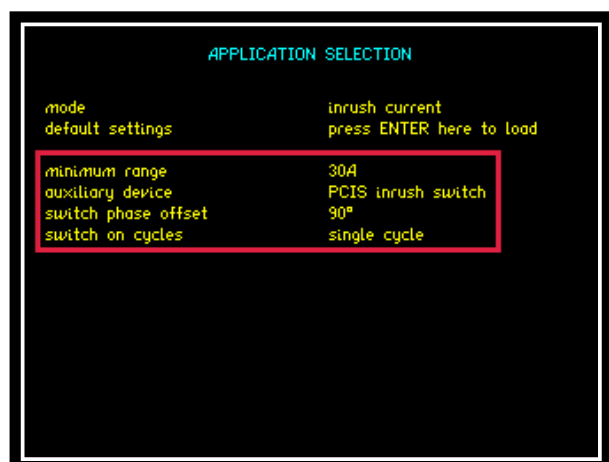 APPLICATION SELECTION
mode inrush current
default settings press ENTER here to load
minimum range 30A
auxiliary device PCIS inrush switch
switch phase offset 90°
switch on cycles single cycle